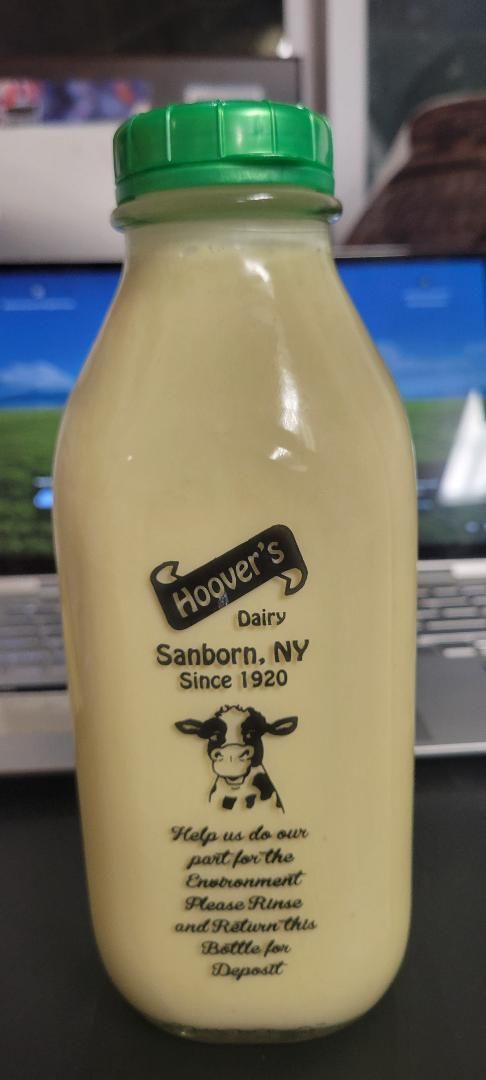 Hoover's
Dairy
Sanborn, NY
Since 1920
Help us do our
part for the
Environment
Please Rinse
and Return this
Bottle for
Deposit